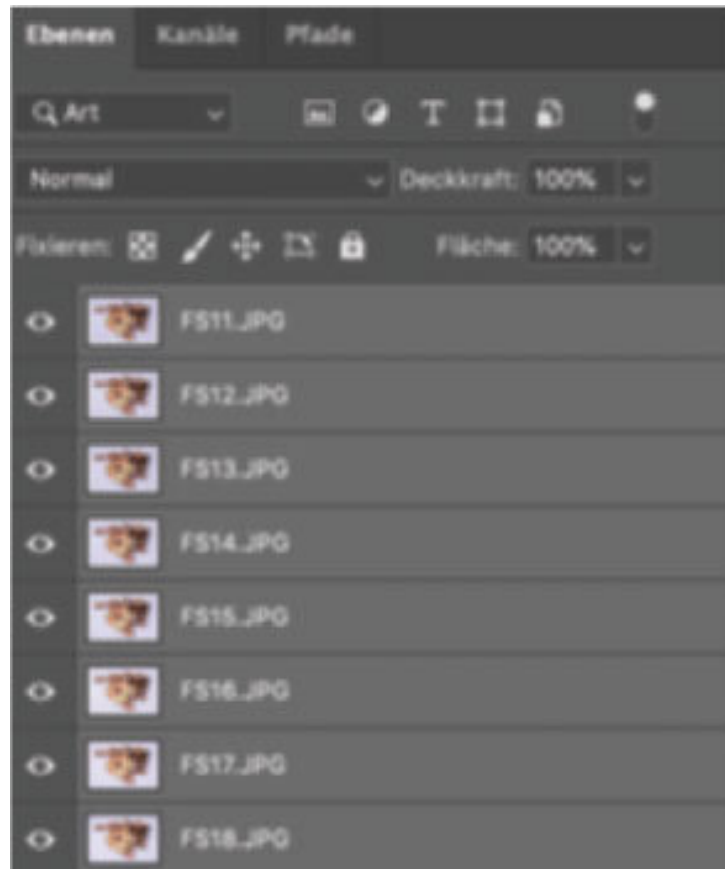 Ebenen Kanäle Pfade
Art
Normal Deckkraft: 100%
Fixieren: Fläche: 100%
FS11.JPG
FS12.JPG
FS13.JPG
FS14.JPG
FS15.JPG
FS16.JPG
FS17.JPG
FS18.JPG